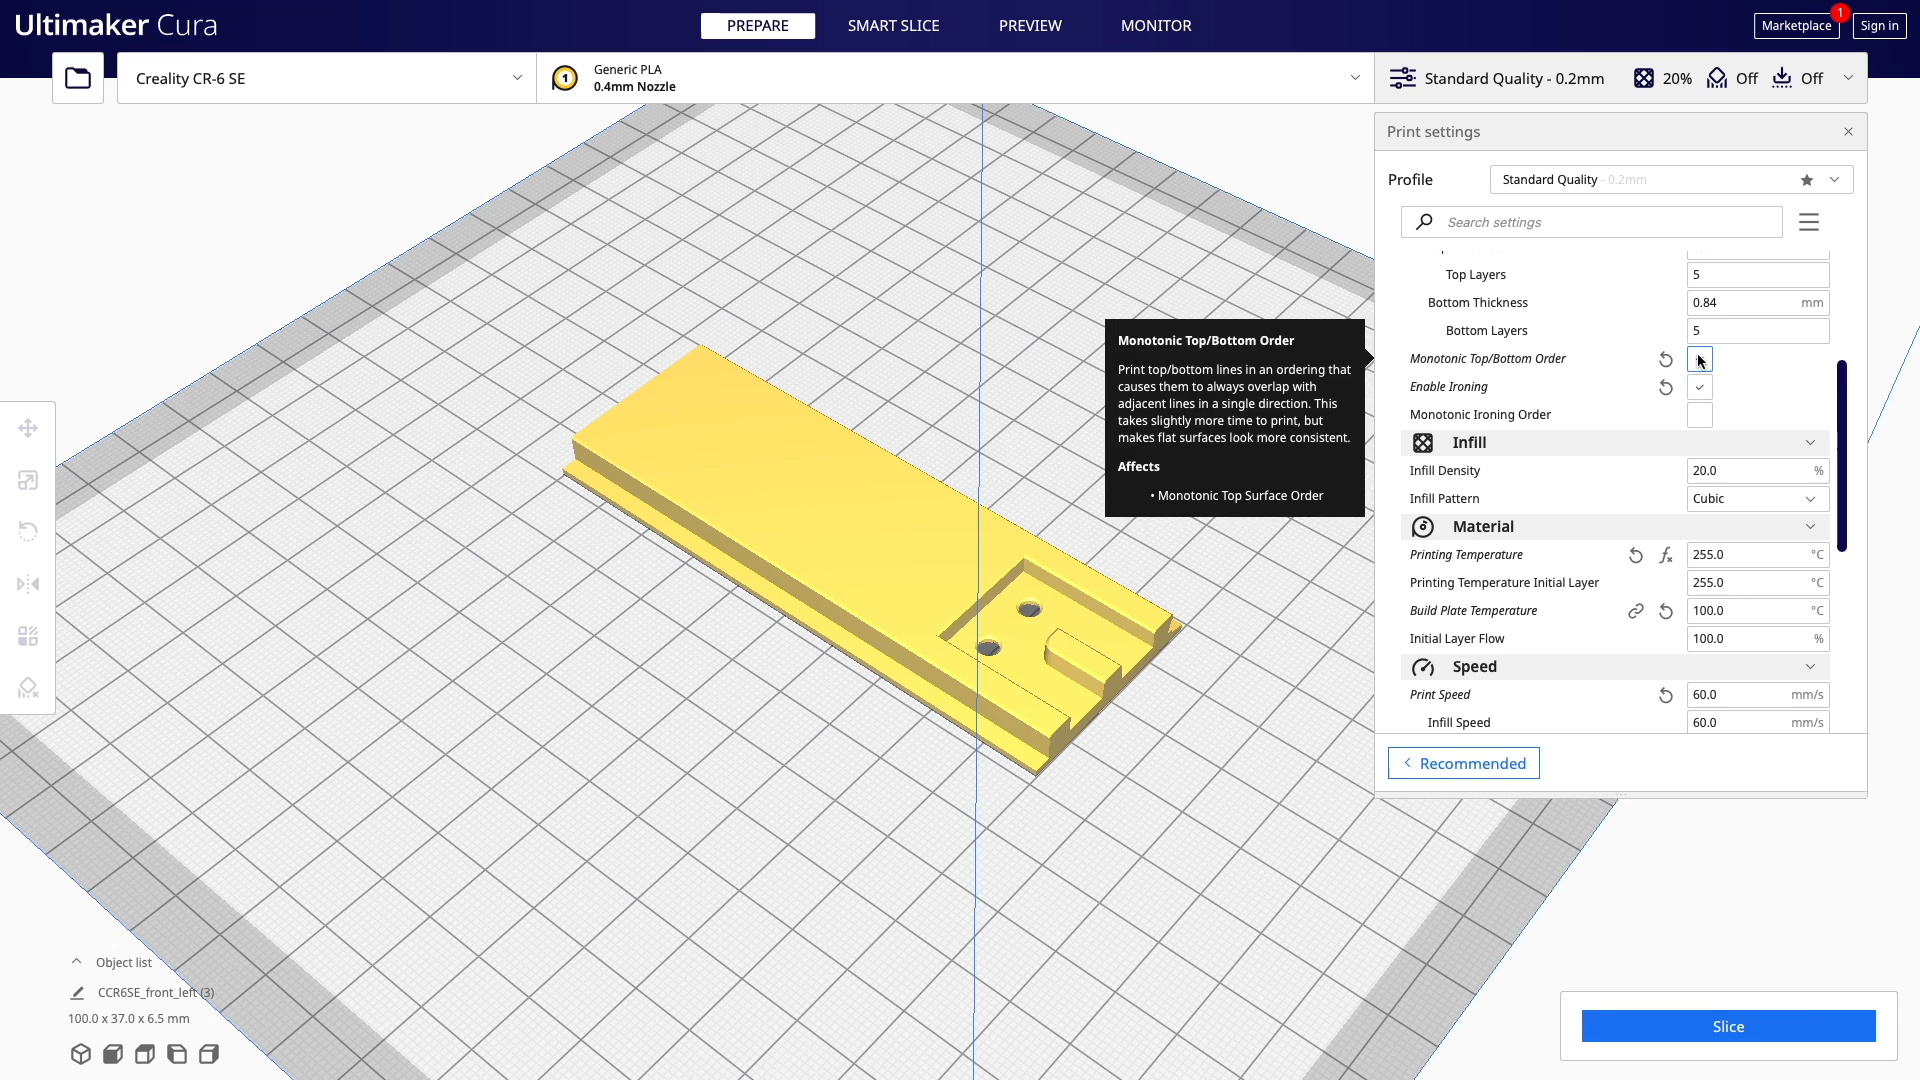 Ultimaker Cura
PREPARE
SMART SLICE
PREVIEW
MONITOR
Marketplace
1
Sign in
Creality CR-6 SE
1
Generic PLA
0.4mm Nozzle
Standard Quality - 0.2mm
20%
Off
Off
Print settings
Profile
Standard Quality - 0.2mm
Search settings
Top Layers
5
Bottom Thickness
0.84 mm
Bottom Layers
5
Monotonic Top/Bottom Order
Enable Ironing
Monotonic Ironing Order
Infill
Infill Density
20.0 %
Infill Pattern
Cubic
Material
Printing Temperature
255.0 °C
Printing Temperature Initial Layer
255.0 °C
Build Plate Temperature
100.0 °C
Initial Layer Flow
100.0 %
Speed
Print Speed
60.0 mm/s
Infill Speed
60.0 mm/s
Recommended
Monotonic Top/Bottom Order
Print top/bottom lines in an ordering that
causes them to always overlap with
adjacent lines in a single direction. This
takes slightly more time to print, but
makes flat surfaces look more consistent.
Affects
• Monotonic Top Surface Order
Object list
CCR6SE_front_left (3)
100.0 x 37.0 x 6.5 mm
Slice